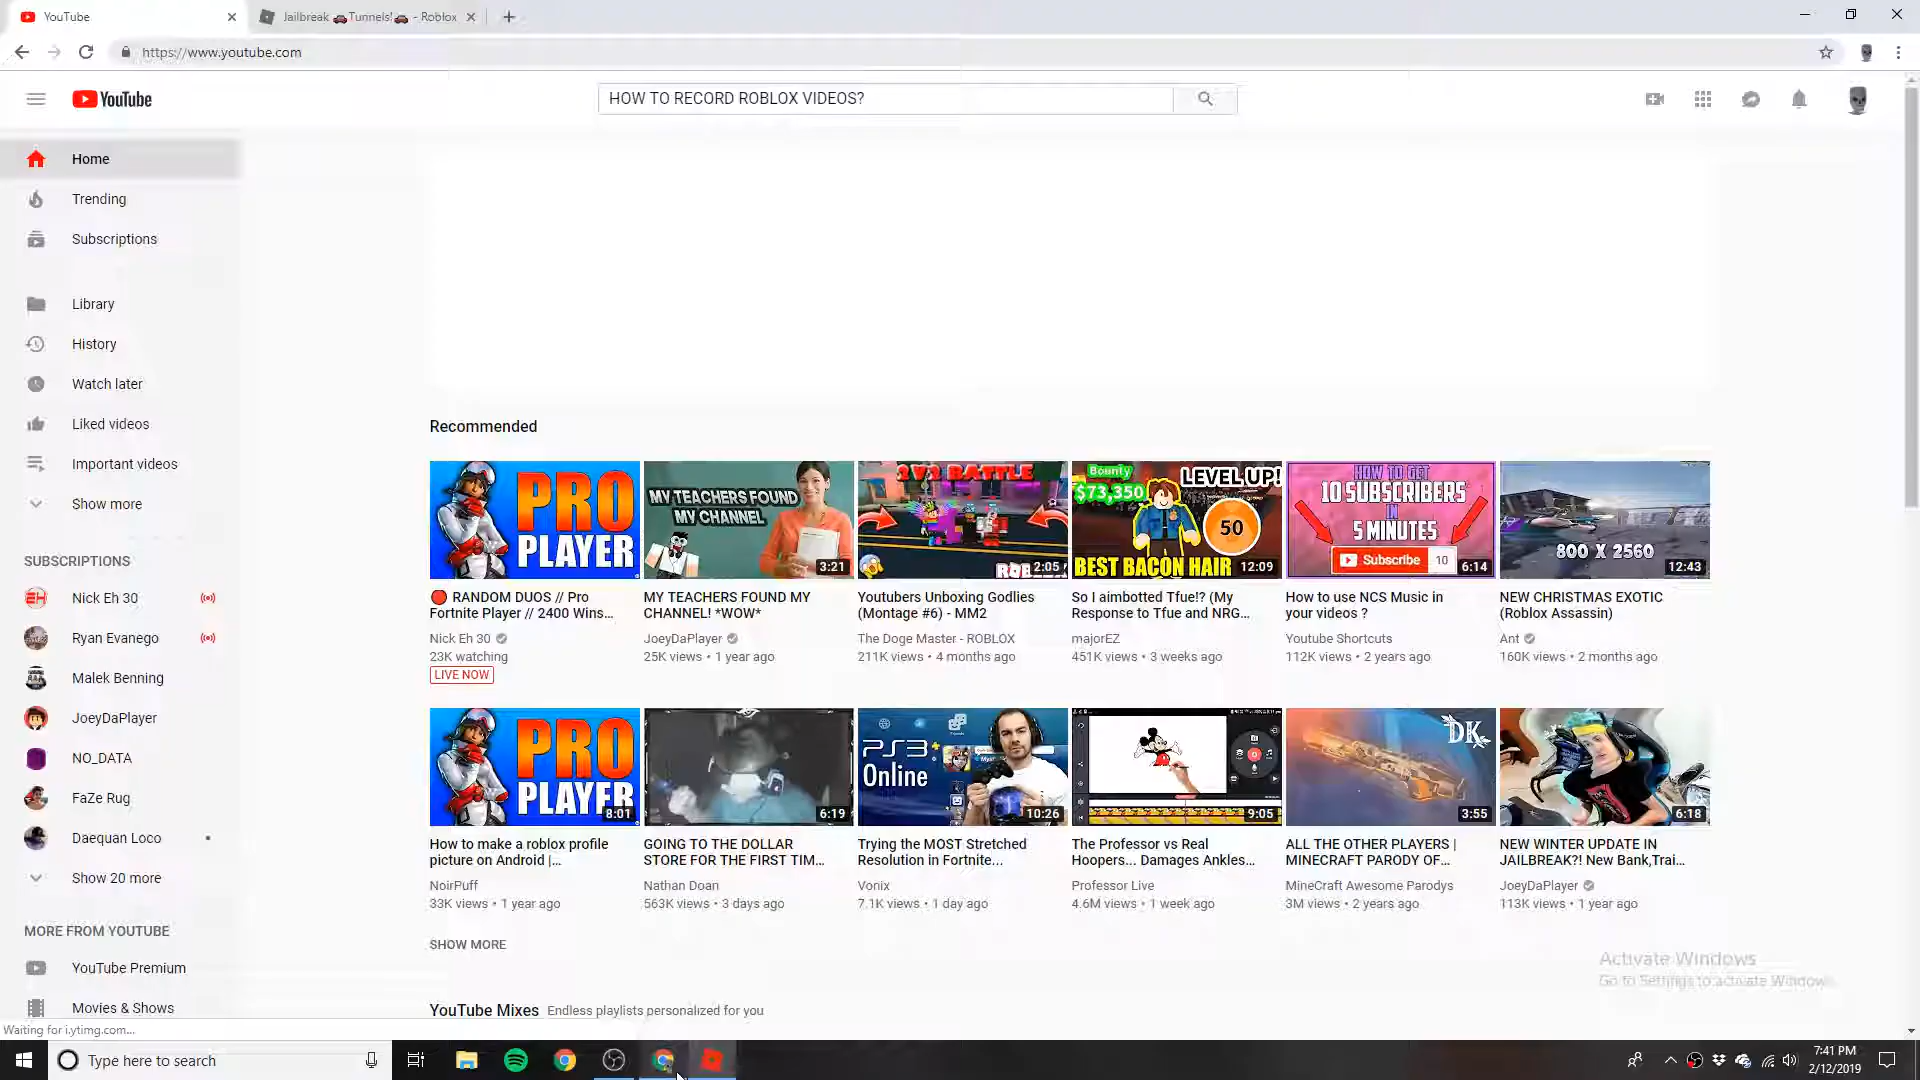 YouTube
Jailbreak 🚗Tunnels!🚗 - Roblox
https://www.youtube.com
YouTube
HOW TO RECORD ROBLOX VIDEOS?
Home
Trending
Subscriptions
Library
History
Watch later
Liked videos
Important videos
Show more
SUBSCRIPTIONS
Nick Eh 30
Ryan Evanego
Malek Benning
JoeyDaPlayer
NO_DATA
FaZe Rug
Daequan Loco
Show 20 more
MORE FROM YOUTUBE
YouTube Premium
Movies & Shows
Recommended
PRO
PLAYER
🔴 RANDOM DUOS // Pro
Fortnite Player // 2400 Wins...
Nick Eh 30
23K watching
LIVE NOW
MY TEACHERS FOUND
MY CHANNEL
3:21
MY TEACHERS FOUND MY
CHANNEL! *WOW*
JoeyDaPlayer
25K views • 1 year ago
BATTLE
2:05
Youtubers Unboxing Godlies
(Montage #6) - MM2
The Doge Master - ROBLOX
211K views • 4 months ago
Bounty
$73,350
LEVEL UP!
50
BEST BACON HAIR
12:09
So I aimbotted Tfue!? (My
Response to Tfue and NRG...
majorEZ
451K views • 3 weeks ago
HOW TO GET
10 SUBSCRIBERS
IN
5 MINUTES
Subscribe 10
6:14
How to use NCS Music in
your videos ?
Youtube Shortcuts
112K views • 2 years ago
800 X 2560
12:43
NEW CHRISTMAS EXOTIC
(Roblox Assassin)
Ant
160K views • 2 months ago
PRO
PLAYER
8:01
How to make a roblox profile
picture on Android |...
NoirPuff
33K views • 1 year ago
6:19
GOING TO THE DOLLAR
STORE FOR THE FIRST TIM...
Nathan Doan
563K views • 3 days ago
PS3
Online
10:26
Trying the MOST Stretched
Resolution in Fortnite...
Vonix
7.1K views • 1 day ago
9:05
The Professor vs Real
Hoopers... Damages Ankles...
Professor Live
4.6M views • 1 week ago
DK
3:55
ALL THE OTHER PLAYERS |
MINECRAFT PARODY OF...
MineCraft Awesome Parodys
3M views • 2 years ago
6:18
NEW WINTER UPDATE IN
JAILBREAK?! New Bank,Trai...
JoeyDaPlayer
113K views • 1 year ago
SHOW MORE
YouTube Mixes Endless playlists personalized for you
Activate Windows
Go to Settings to activate Windows.
Waiting for i.ytimg.com...
Type here to search
7:41 PM
2/12/2019